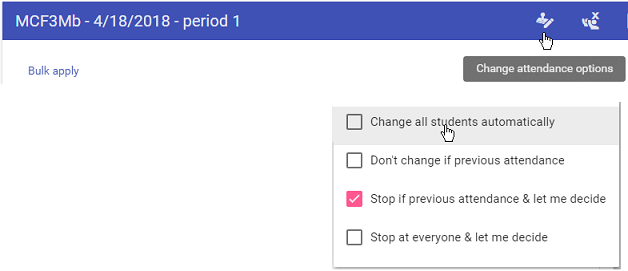 MCF3Mb - 4/18/2018 - period 1
Bulk apply
Change attendance options
Change all students automatically
Don't change if previous attendance
Stop if previous attendance & let me decide
Stop at everyone & let me decide